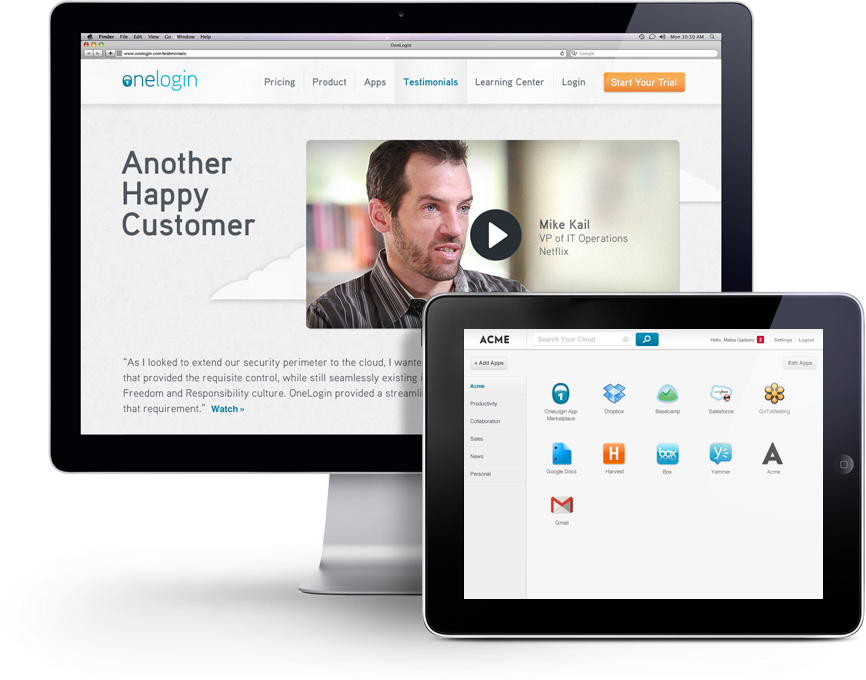 Finder File Edit View Go Window Help
Mon 10:50 AM
OneLogin
www.onelogin.com/testimonials
Google
onelogin
Pricing Product Apps Testimonials Learning Center Login Start Your Trial
Another
Happy
Customer
Mike Kail
VP of IT Operations
Netflix
“As I looked to extend our security perimeter to the cloud, I wante
that provided the requisite control, while still seamlessly existing i
Freedom and Responsibility culture. OneLogin provided a streamli
that requirement.” Watch »
ACME
Search Your Cloud
Hello, Malea Gadoury 2 Settings Logout
+ Add Apps
Edit Apps
Acme
Productivity
Collaboration
Sales
News
Personal
1
OneLogin App
Marketplace
Dropbox
Basecamp
Salesforce
GoToMeeting
H
box
Google Docs
Harvest
Box
Yammer
Acme
Gmail